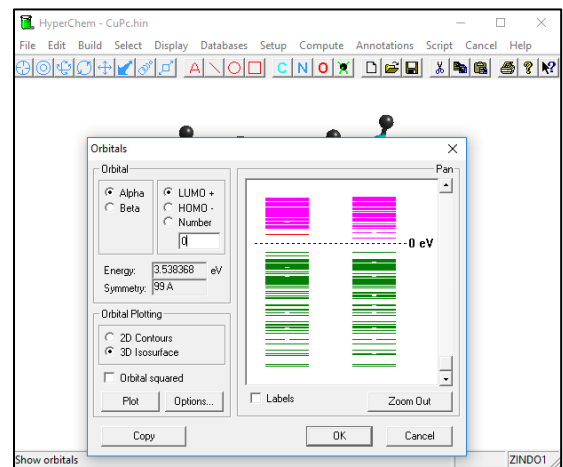 HyperChem - CuPc.hin
File Edit Build Select Display Databases Setup Compute Annotations Script Cancel Help
A C N O
Orbitals
Orbital
Alpha
Beta
LUMO +
HOMO -
Number
0
Energy: 3.538368 eV
Symmetry: 99 A
Orbital Plotting
2D Contours
3D Isosurface
Orbital squared
Plot Options...
Copy
Pan
0 eV
Labels
Zoom Out
OK Cancel
Show orbitals ZINDO1